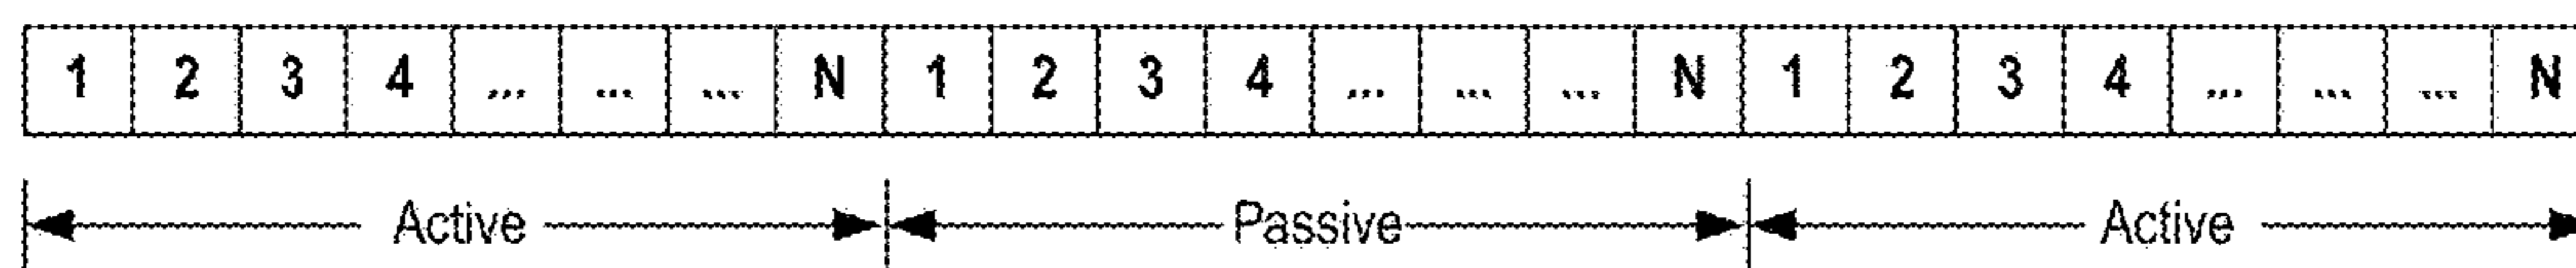 1 2 3 4 ... ... ... N 1 2 3 4 ... ... ... N 1 2 3 4 ... ... ... N
Active Passive Active